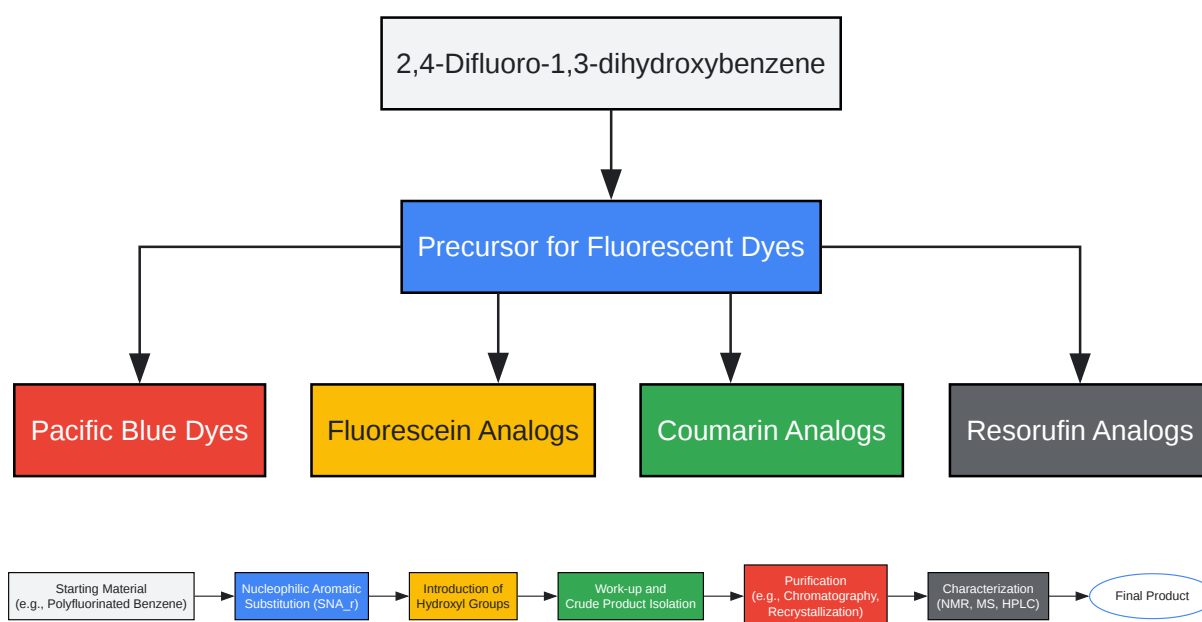 2,4-Difluoro-1,3-dihydroxybenzene
Precursor for Fluorescent Dyes
Pacific Blue Dyes
Fluorescein Analogs
Coumarin Analogs
Resorufin Analogs
Starting Material
(e.g., Polyfluorinated Benzene)
Nucleophilic Aromatic
Substitution (SNA_r)
Introduction of
Hydroxyl Groups
Work-up and
Crude Product Isolation
Purification
(e.g., Chromatography,
Recrystallization)
Characterization
(NMR, MS, HPLC)
Final Product